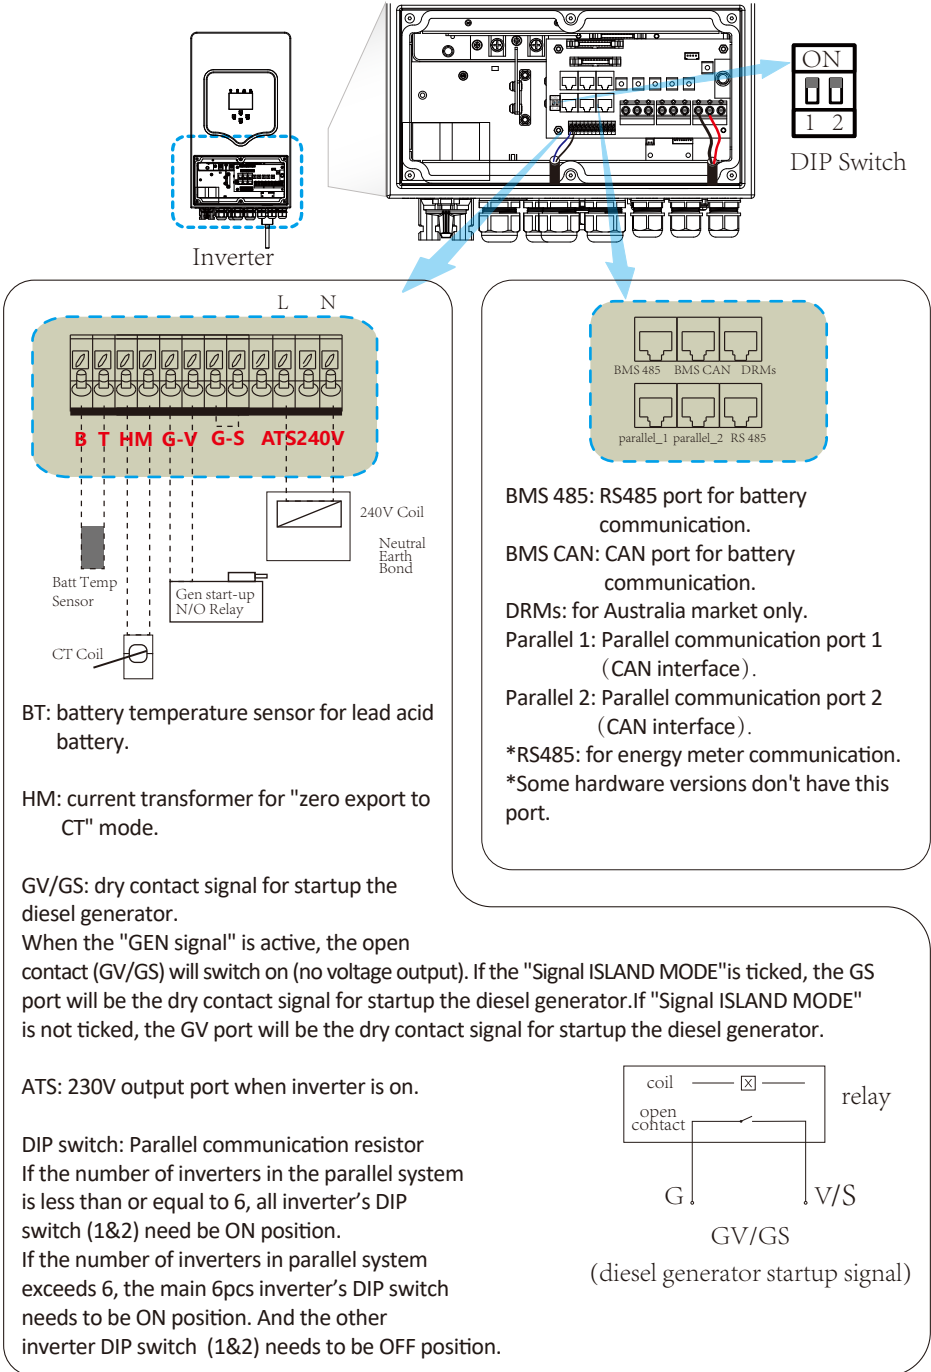 ON
1 2
DIP Switch
Inverter
L N
B T HM G-V G-S ATS240V
240V Coil
Neutral
Earth
Bond
Batt Temp
Sensor
Gen start-up
N/O Relay
CT Coil
BT: battery temperature sensor for lead acid
battery.
HM: current transformer for "zero export to
CT" mode.
GV/GS: dry contact signal for startup the
diesel generator.
When the "GEN signal" is active, the open
contact (GV/GS) will switch on (no voltage output). If the "Signal ISLAND MODE"is ticked, the GS
port will be the dry contact signal for startup the diesel generator.If "Signal ISLAND MODE"
is not ticked, the GV port will be the dry contact signal for startup the diesel generator.
ATS: 230V output port when inverter is on.
DIP switch: Parallel communication resistor
If the number of inverters in the parallel system
is less than or equal to 6, all inverter’s DIP
switch (1&2) need be ON position.
If the number of inverters in parallel system
exceeds 6, the main 6pcs inverter’s DIP switch
needs to be ON position. And the other
inverter DIP switch (1&2) needs to be OFF position.
BMS 485 BMS CAN DRMs
parallel_1 parallel_2 RS 485
BMS 485: RS485 port for battery
communication.
BMS CAN: CAN port for battery
communication.
DRMs: for Australia market only.
Parallel 1: Parallel communication port 1
（CAN interface）.
Parallel 2: Parallel communication port 2
（CAN interface）.
*RS485: for energy meter communication.
*Some hardware versions don't have this
port.
coil
open
contact
relay
G V/S
GV/GS
(diesel generator startup signal)